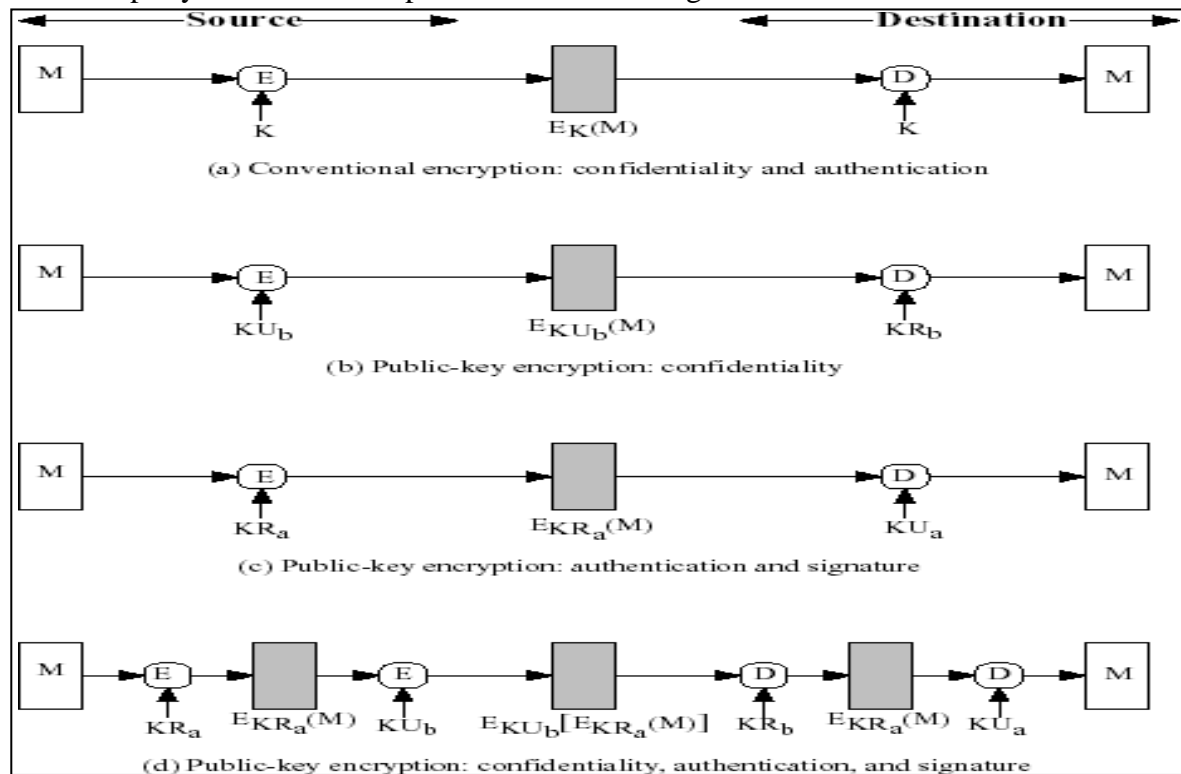 Source Destination
M E D M
K E_K(M) K
(a) Conventional encryption: confidentiality and authentication
M E D M
KU_b E_KU_b(M) KR_b
(b) Public-key encryption: confidentiality
M E D M
KR_a E_KR_a(M) KU_a
(c) Public-key encryption: authentication and signature
M E E D D M
KR_a E_KR_a(M) KU_b E_KU_b[E_KR_a(M)] KR_b E_KR_a(M) KU_a
(d) Public-key encryption: confidentiality, authentication, and signature